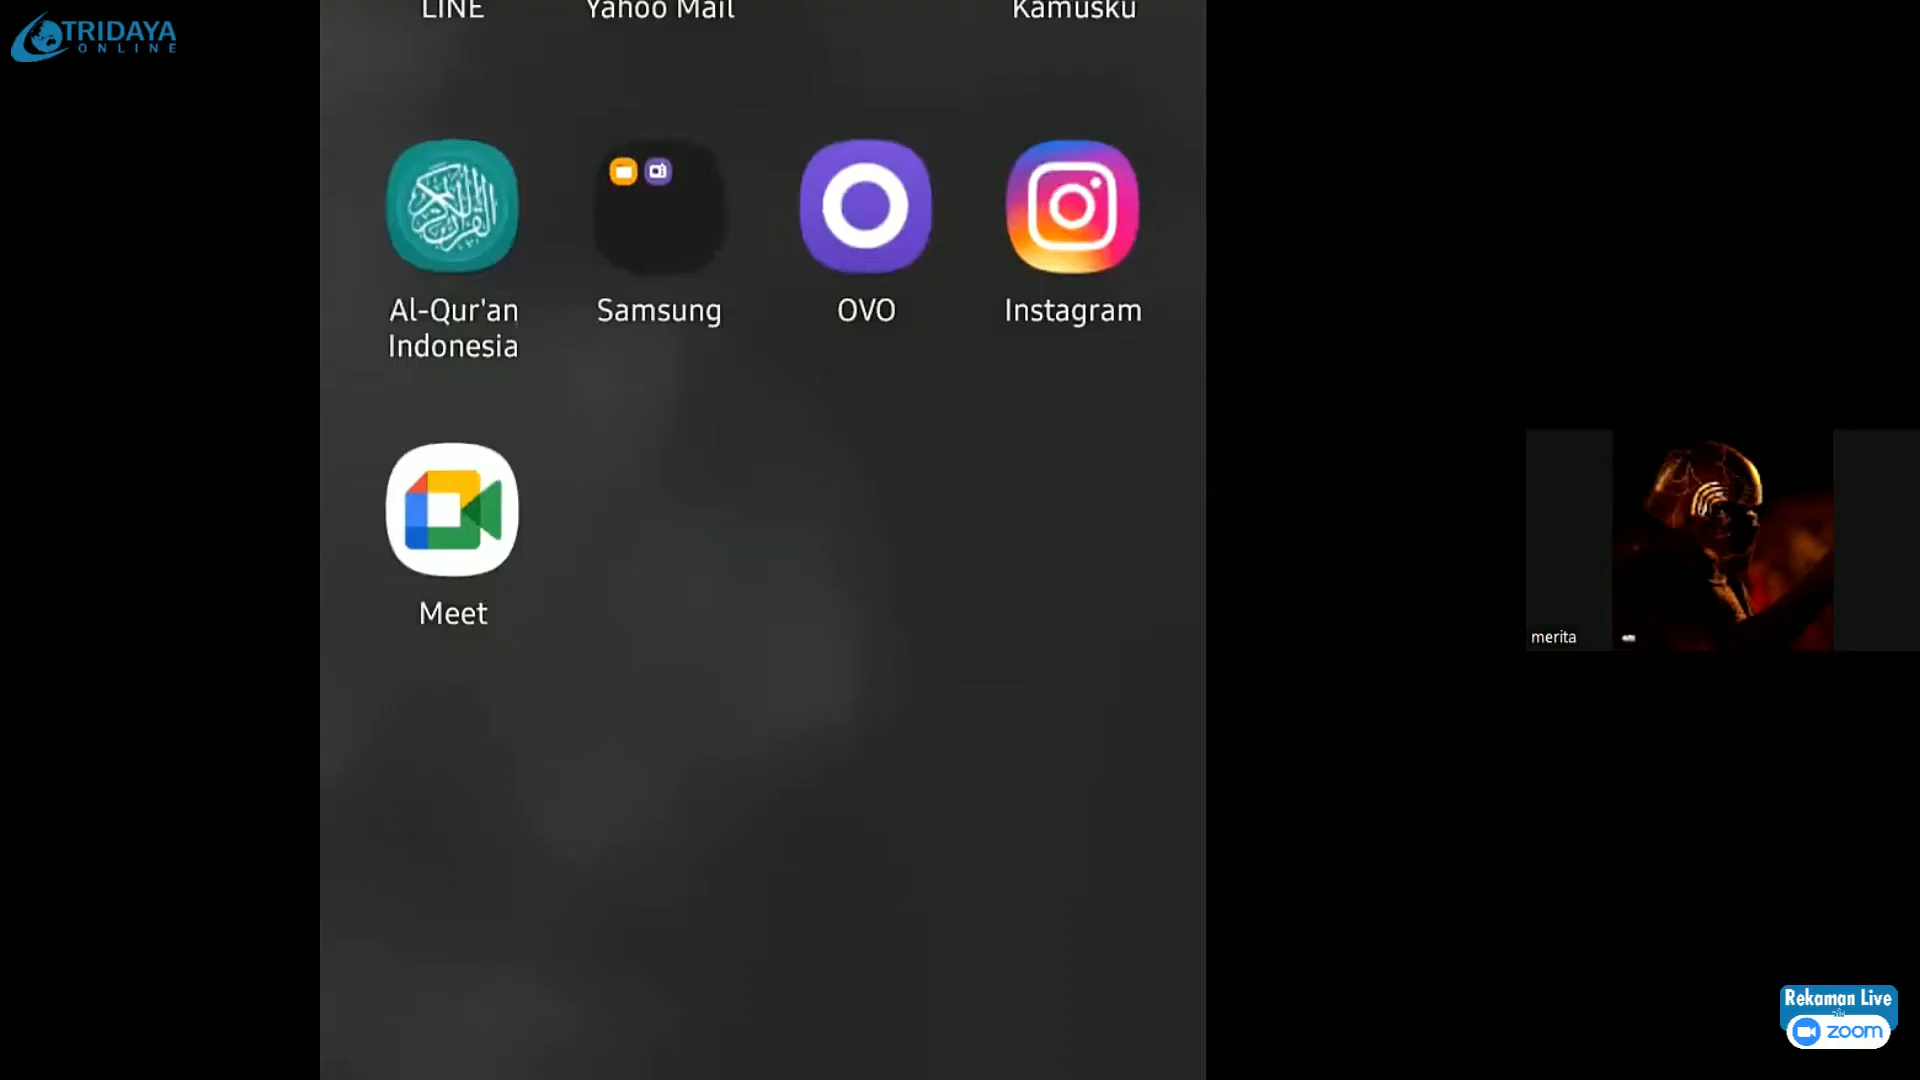 TRIDAYA
ONLINE
LINE
Yahoo Mail
Kamusku
Al-Qur'an
Indonesia
Samsung
OVO
Instagram
Meet
merita
Rekaman Live
zoom